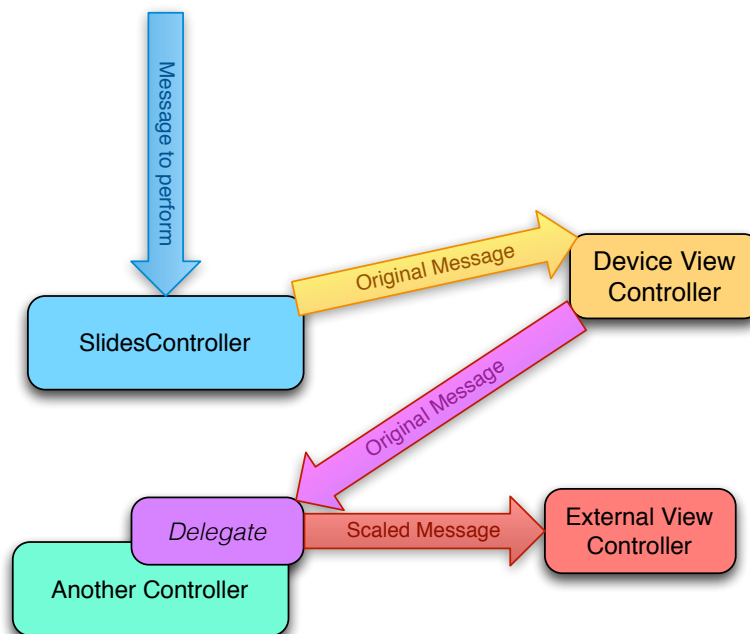 Message to perform
Original Message
Device View
Controller
SlidesController
Original Message
Delegate
Scaled Message
External View
Controller
Another Controller